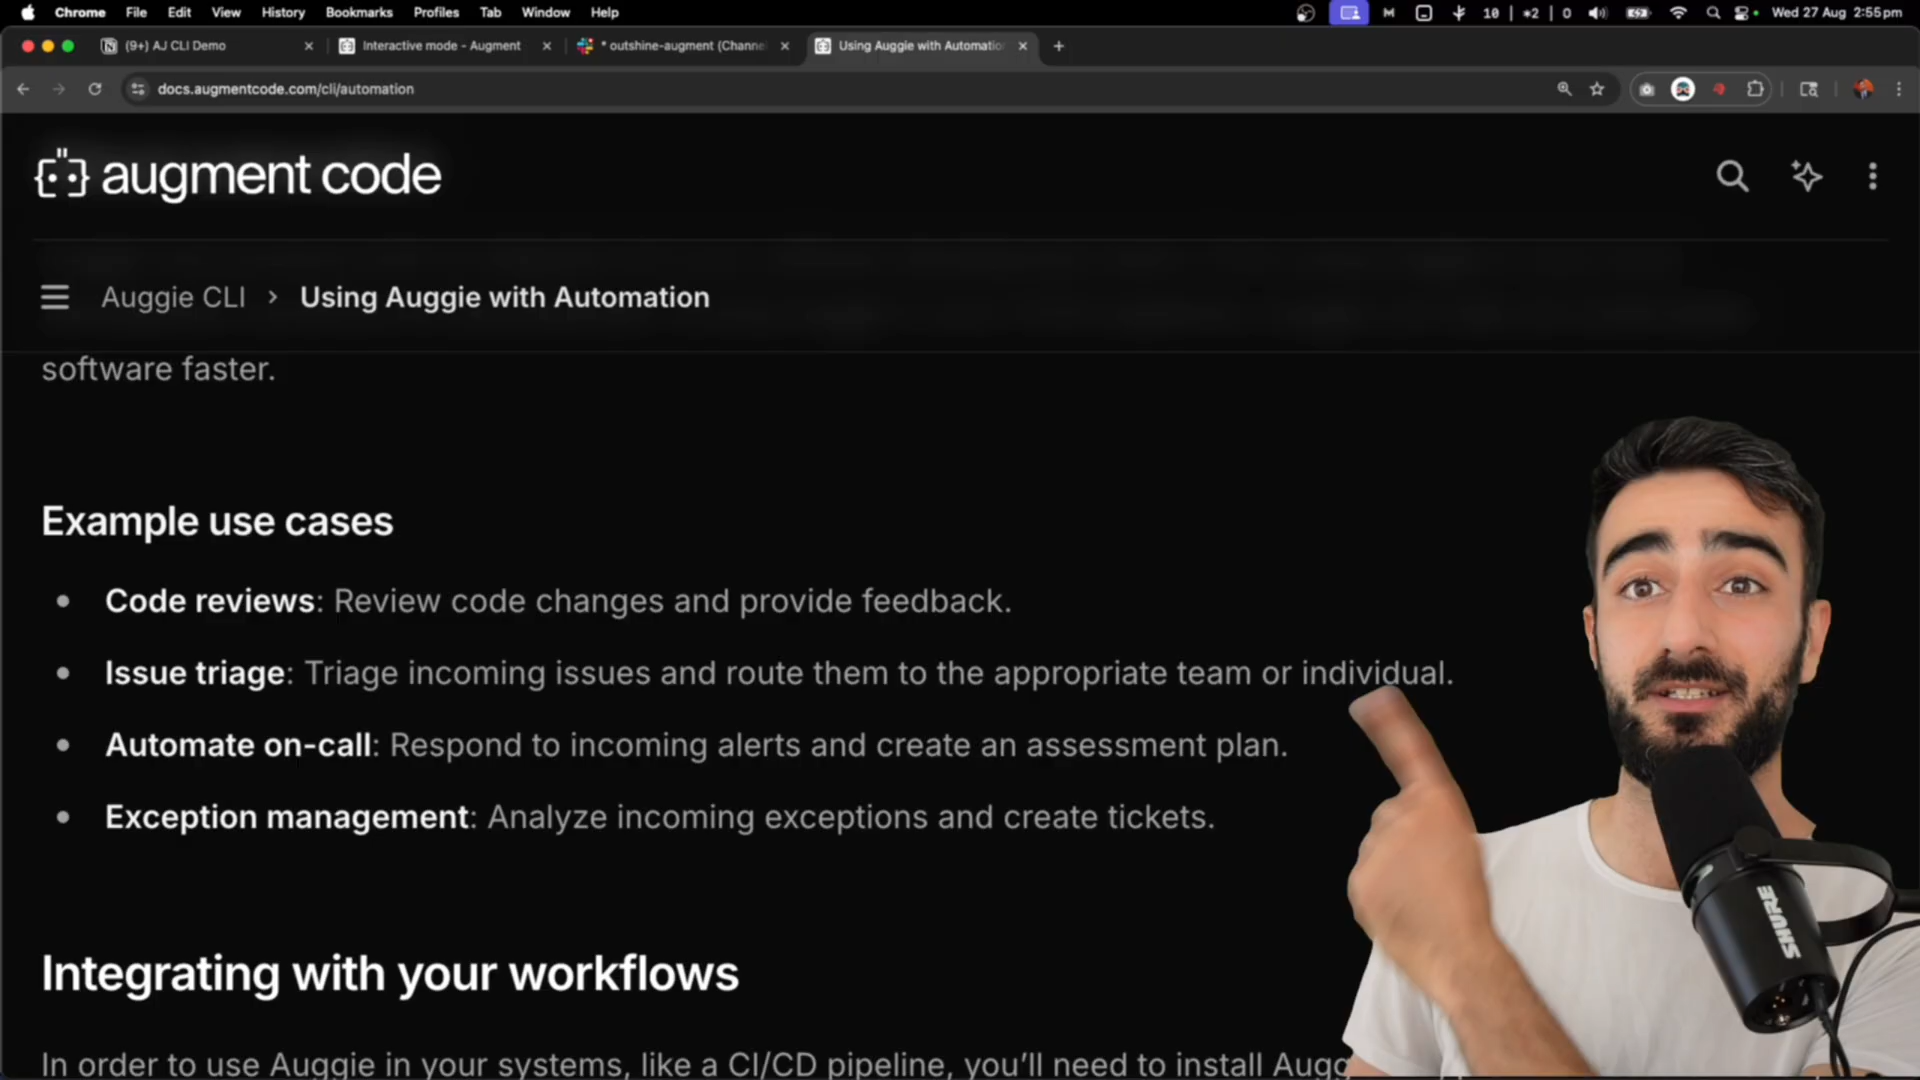 Chrome File Edit View History Bookmarks Profiles Tab Window Help
10 | *2 | 0 Wed 27 Aug 2:55pm
(9+) AJ CLI Demo
Interactive mode - Augment
* outshine-augment (Channe
Using Auggie with Automatio
docs.augmentcode.com/cli/automation
augment code
Auggie CLI > Using Auggie with Automation
software faster.
Example use cases
• Code reviews: Review code changes and provide feedback.
• Issue triage: Triage incoming issues and route them to the appropriate team or individual.
• Automate on-call: Respond to incoming alerts and create an assessment plan.
• Exception management: Analyze incoming exceptions and create tickets.
SHURE
Integrating with your workflows
In order to use Auggie in your systems, like a CI/CD pipeline, you’ll need to install Augg